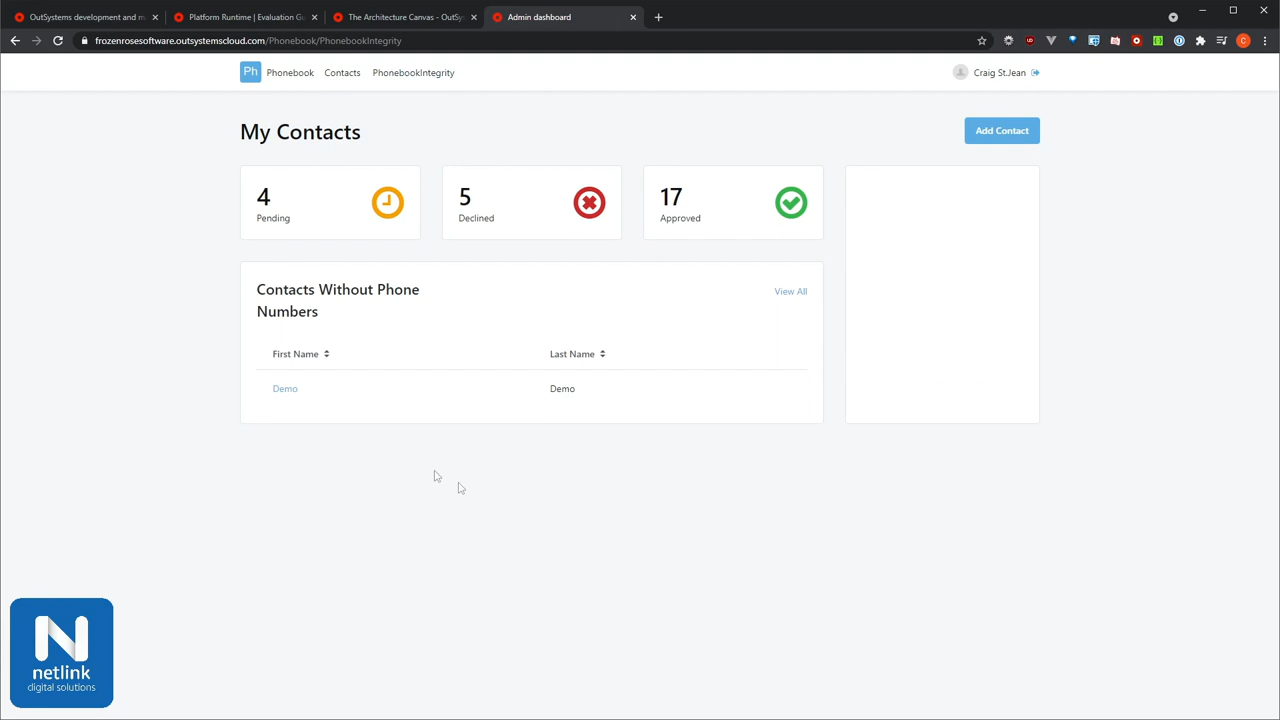 OutSystems development and m
Platform Runtime | Evaluation Gu
The Architecture Canvas - OutSy
Admin dashboard
frozenrosesoftware.outsystemscloud.com/Phonebook/PhonebookIntegrity
C
Ph Phonebook Contacts PhonebookIntegrity Craig St.Jean
My Contacts
Add Contact
4
Pending
5
Declined
17
Approved
Contacts Without Phone
Numbers
View All
First Name Last Name
Demo Demo
N
netlink
digital solutions